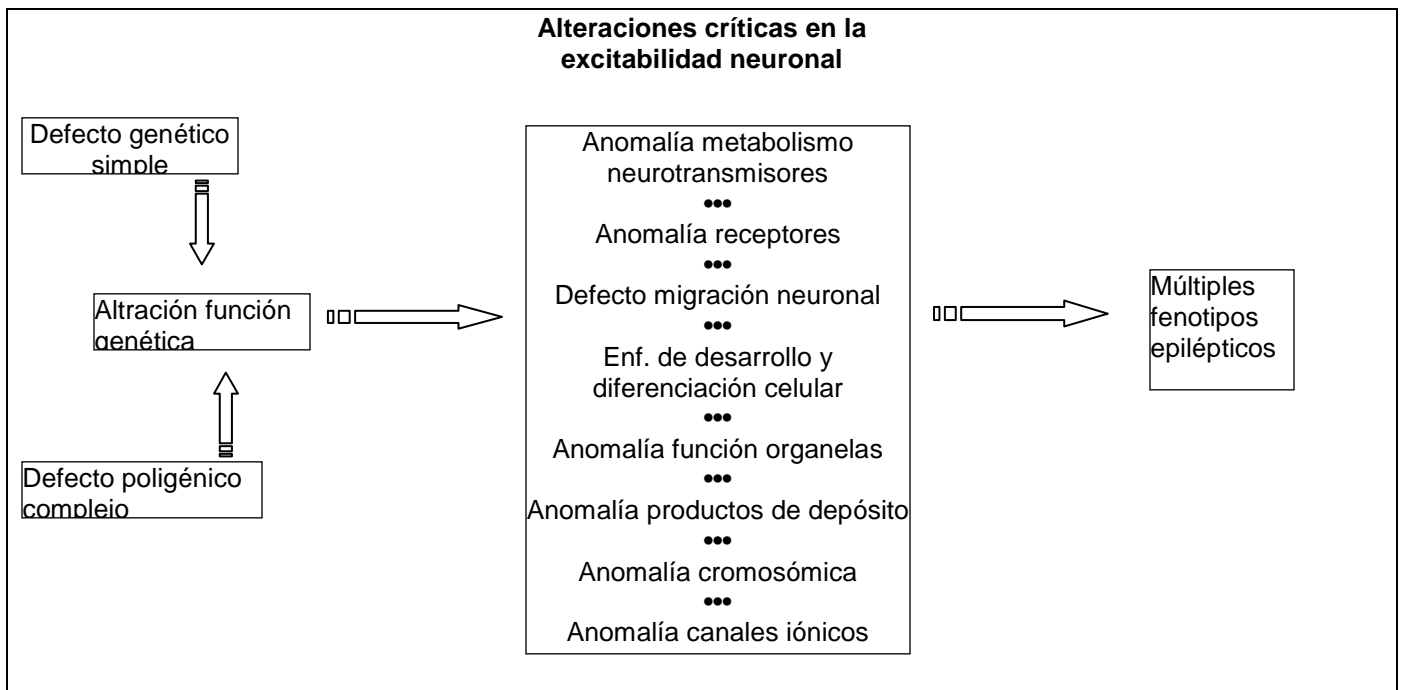 Alteraciones críticas en la
excitabilidad neuronal
Defecto genético
simple
Altración función
genética
Defecto poligénico
complejo
Anomalía metabolismo
neurotransmisores
•••
Anomalía receptores
•••
Defecto migración neuronal
•••
Enf. de desarrollo y
diferenciación celular
•••
Anomalía función organelas
•••
Anomalía productos de depósito
•••
Anomalía cromosómica
•••
Anomalía canales iónicos
Múltiples
fenotipos
epilépticos